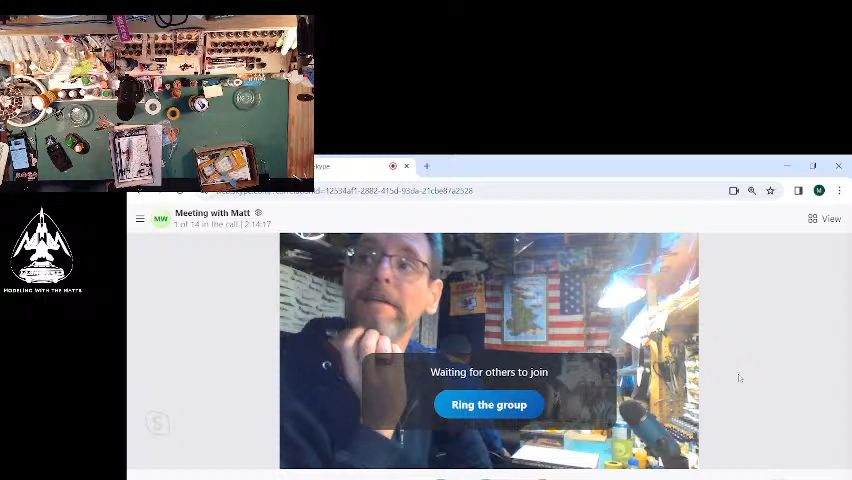 Meeting with Matt
MW
1 of 14 in the call | 2:14:17
View
MODELING WITH THE MATTS
Waiting for others to join
Ring the group